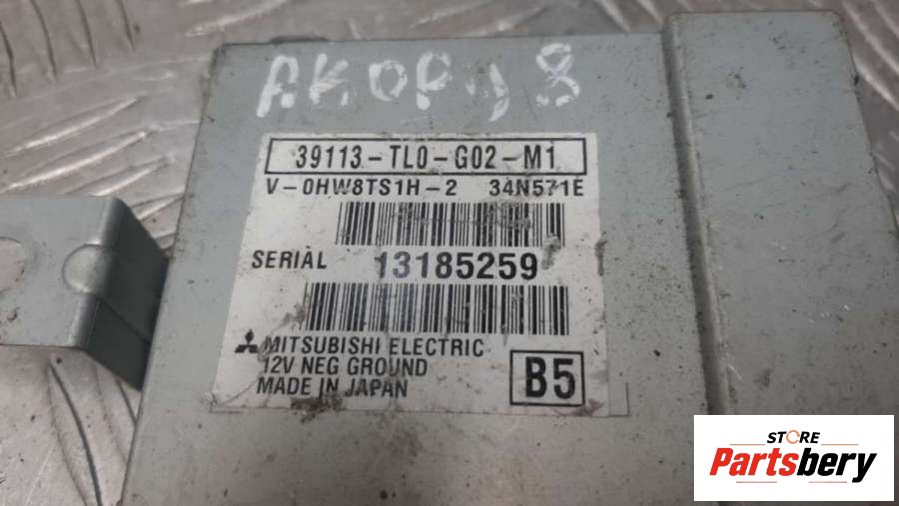 АКОРД 8
39113-TL0-G02-M1
V-0HW8TS1H-2 34N571E
SERIAL 13185259
MITSUBISHI ELECTRIC
12V NEG GROUND
MADE IN JAPAN
B5
STORE
Partsbery